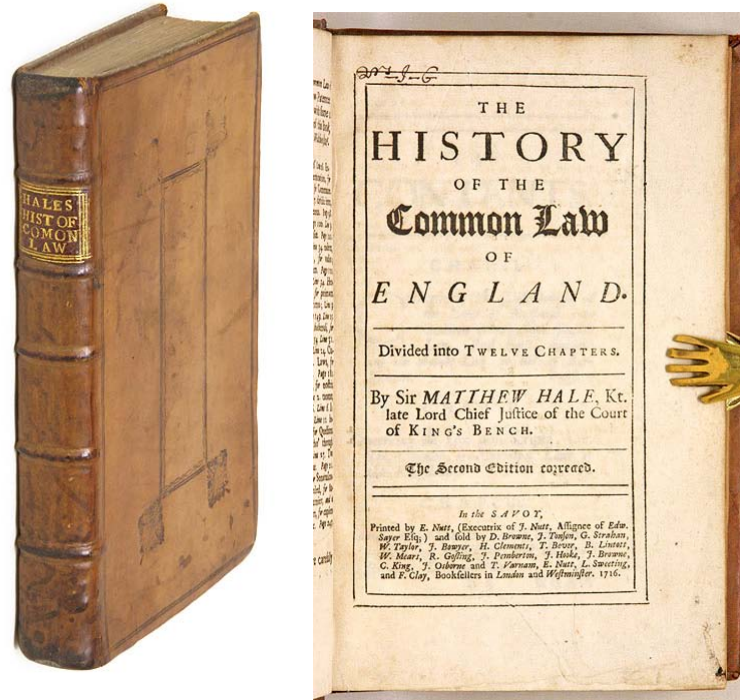 HALES
HIST OF
COMON
LAW
THE
HISTORY
OF THE
Common Law
OF
ENGLAND.
Divided into TWELVE CHAPTERS.
By Sir MATTHEW HALE, Kt.
late Lord Chief Juſtice of the Court
of KING'S BENCH.
The Second Edition corrected.
In the SAVOY,
Printed by E. Nutt, (Executrix of J. Nutt, Aſſignee of Edw.
Sayer Eſq;) and ſold by D. Browne, J. Tonſon, G. Strahan,
W. Taylor, J. Bowyer, H. Clements, T. Bever, B. Lintott,
W. Mears, R. Goſling, J. Pemberton, J. Hooke, J. Browne,
C. King, J. Osborne and T. Varnam, E. Nutt, L. Sweeting,
and F. Clay, Bookſellers in London and Weſtminſter. 1716.